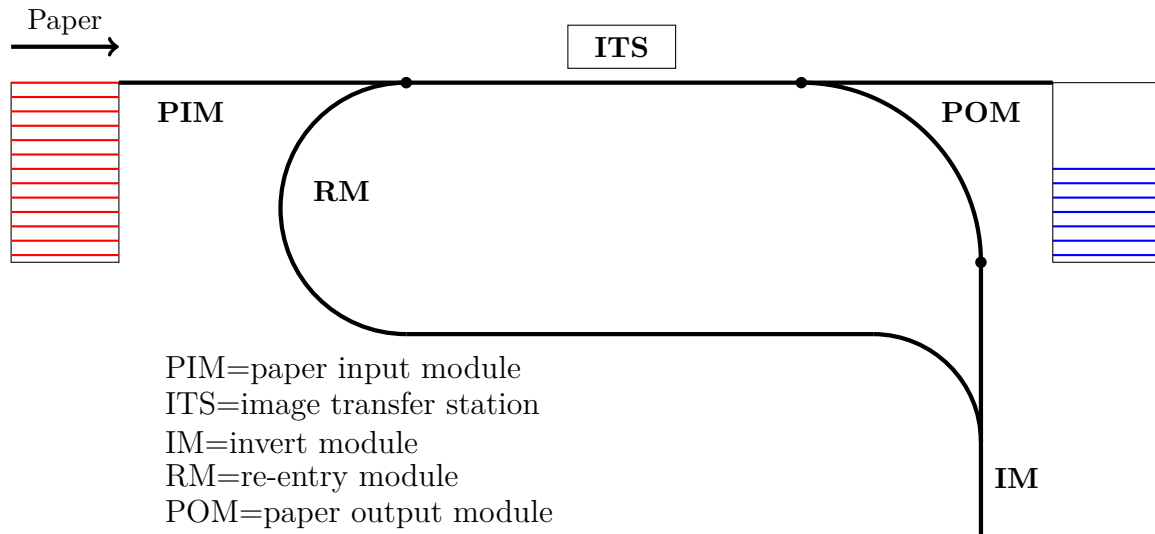 Paper
ITS
PIM
POM
RM
PIM=paper input module
ITS=image transfer station
IM=invert module
RM=re-entry module
POM=paper output module
IM